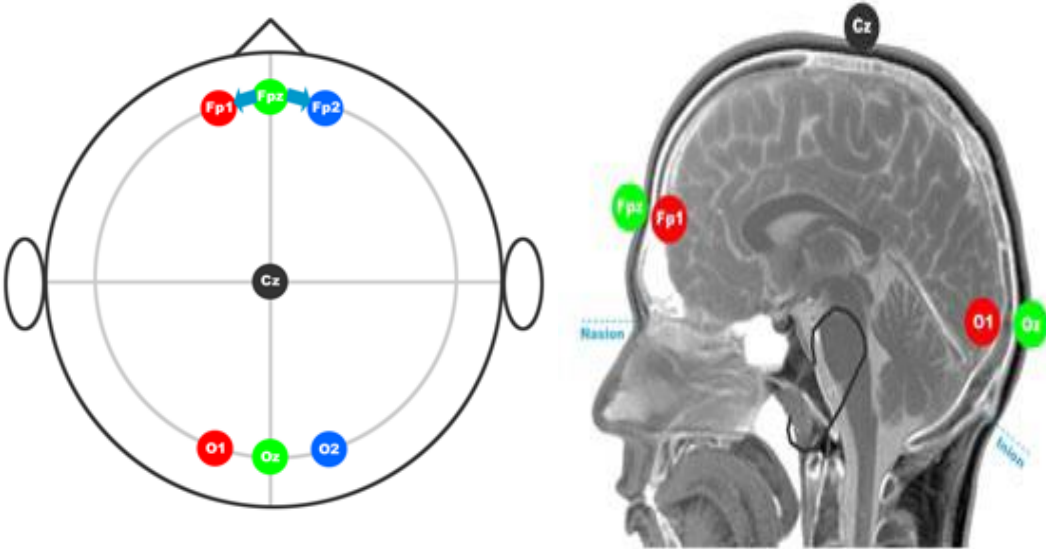 Fp1 Fpz Fp2
Cz
O1 Oz O2
Cz
Fpz Fp1
Nasion
O1 Oz
Inion